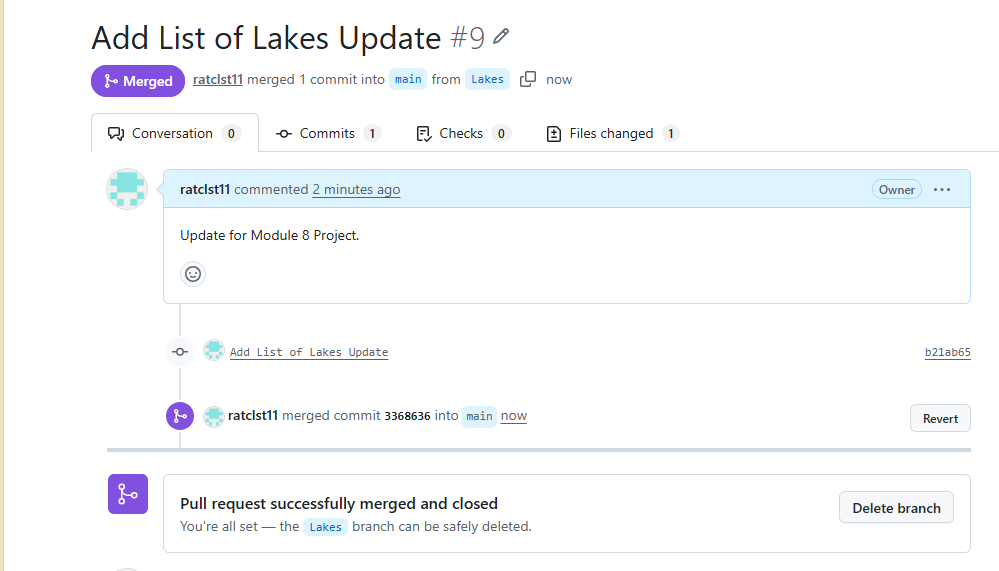 Add List of Lakes Update #9
Merged ratclst11 merged 1 commit into main from Lakes now
Conversation 0 Commits 1 Checks 0 Files changed 1
ratclst11 commented 2 minutes ago Owner
Update for Module 8 Project.
Add List of Lakes Update b21ab65
ratclst11 merged commit 3368636 into main now Revert
Pull request successfully merged and closed
You're all set — the Lakes branch can be safely deleted.
Delete branch